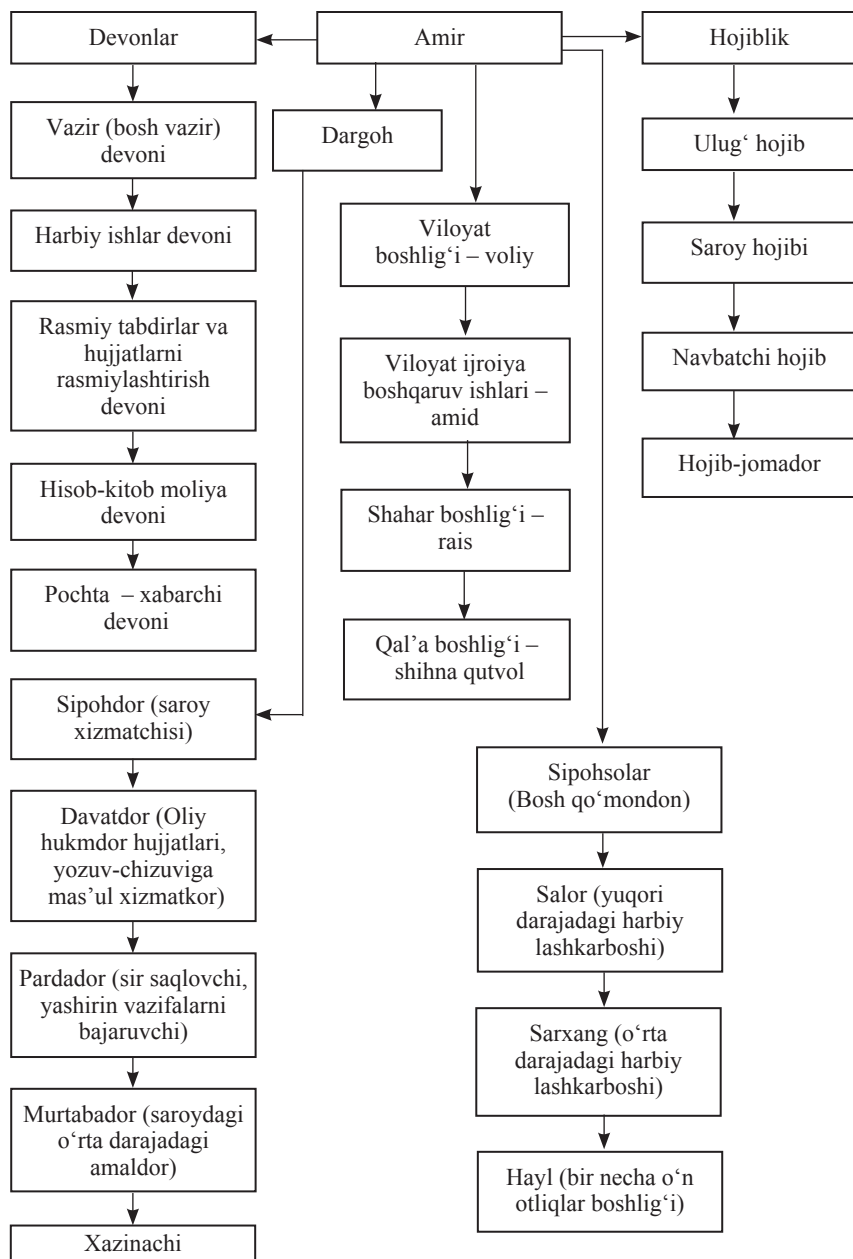 Devonlar
Amir
Hojiblik
Vazir (bosh vazir)
devoni
Dargoh
Ulug‘ hojib
Harbiy ishlar devoni
Viloyat
boshlig‘i – voliy
Saroy hojibi
Rasmiy tabdirlar va
hujjatlarni
rasmiylashtirish
devoni
Viloyat ijroiya
boshqaruv ishlari –
amid
Navbatchi hojib
Hojib-jomador
Hisob-kitob moliya
devoni
Shahar boshlig‘i –
rais
Pochta – xabarchi
devoni
Qal’a boshlig‘i –
shihna qutvol
Sipohdor (saroy
xizmatchisi)
Davatdor (Oliy
hukmdor hujjatlari,
yozuv-chizuviga
mas’ul xizmatkor)
Pardador (sir saqlovchi,
yashirin vazifalarni
bajaruvchi)
Murtabador (saroydagi
o‘rta darajadagi
amaldor)
Xazinachi
Sipohsolar
(Bosh qo‘mondon)
Salor (yuqori
darajadagi harbiy
lashkarboshi)
Sarxang (o‘rta
darajadagi harbiy
lashkarboshi)
Hayl (bir necha o‘n
otliqlar boshlig‘i)